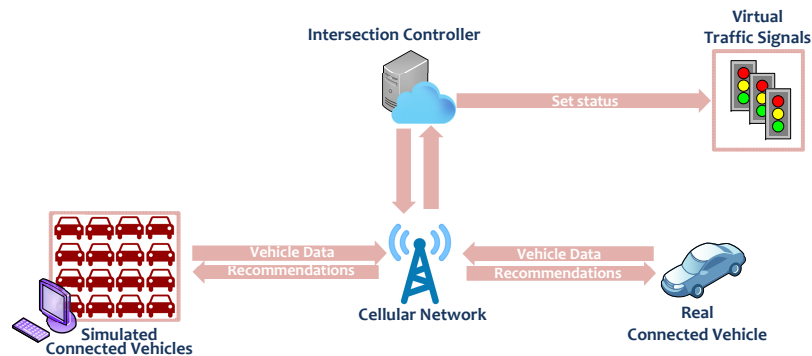 Intersection Controller
Virtual
Traffic Signals
Set status
Vehicle Data
Recommendations
Vehicle Data
Recommendations
Simulated
Connected Vehicles
Cellular Network
Real
Connected Vehicle